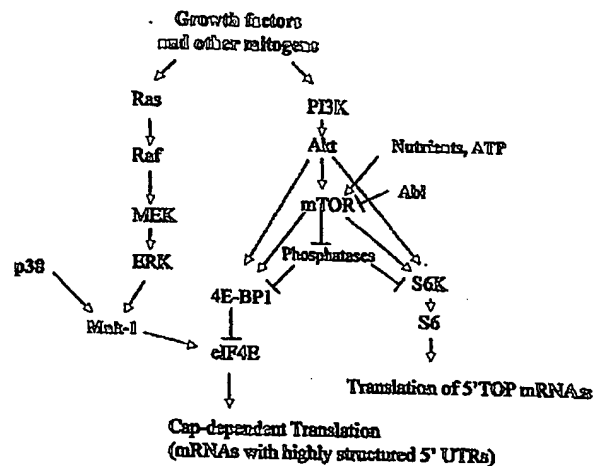 Growth factors
and other mitogens
Ras
PI3K
Raf
Akt
Nutrients, ATP
mTOR
Abl
MEK
Phosphatases
p38
ERK
4E-BP1
S6K
Mnk-1
S6
eIF4E
Translation of 5'TOP mRNAs
Cap-dependent Translation
(mRNAs with highly structured 5' UTRs)